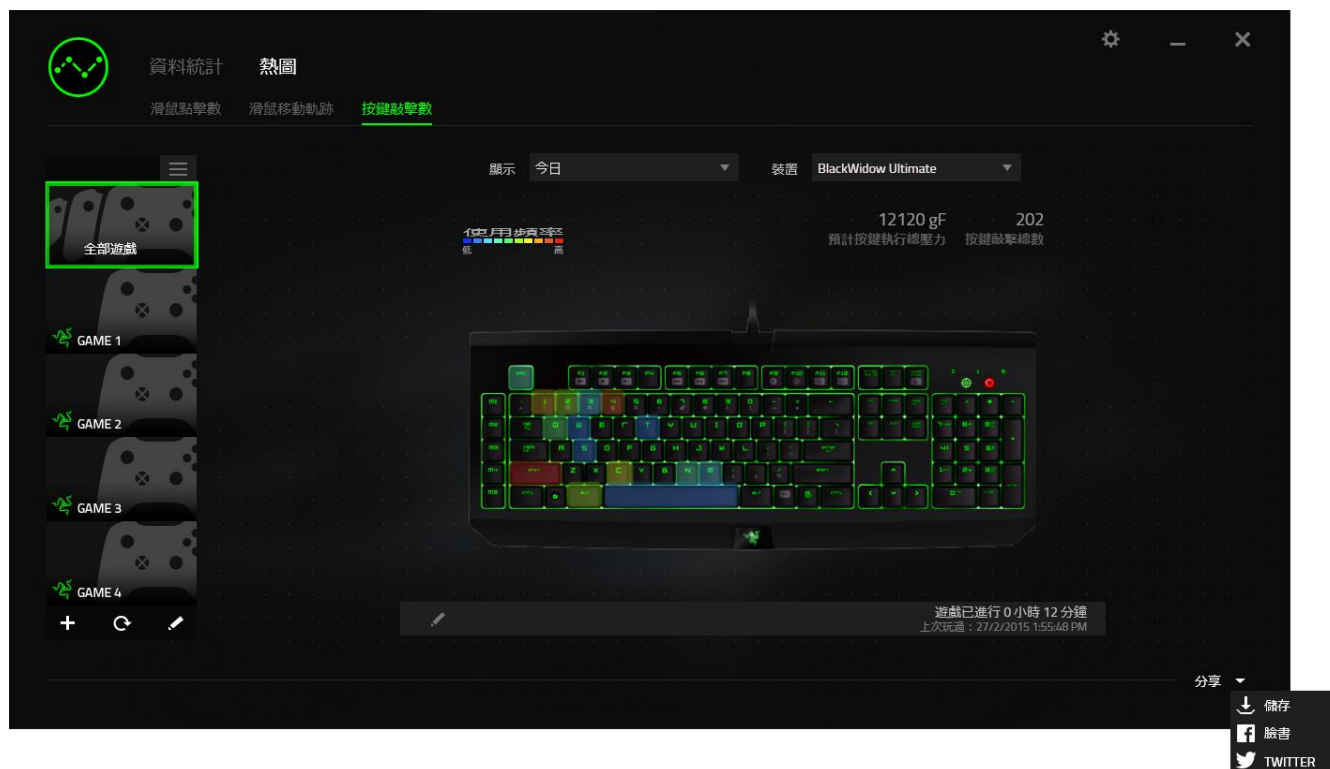 資料統計 熱圖
滑鼠點擊數 滑鼠移動軌跡 按鍵敲擊數
顯示 今日 裝置 BlackWidow Ultimate
全部遊戲
GAME 1
GAME 2
GAME 3
GAME 4
使用頻率
低 高
12120 gF 202
預計按鍵執行總壓力 按鍵敲擊總數
遊戲已進行 0 小時 12 分鐘
上次玩過:27/2/2015 1:55:48 PM
分享
儲存
臉書
TWITTER